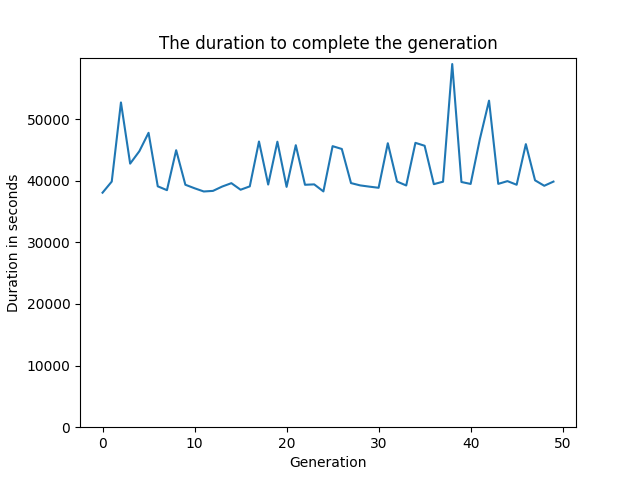 The duration to complete the generation
50000
40000
30000
20000
10000
0
Duration in seconds
0 10 20 30 40 50
Generation